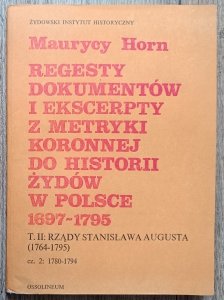 ŻYDOWSKI INSTYTUT HISTORYCZNY
Maurycy Horn
REGESTY
DOKUMENTÓW
I EKSCERPTY
Z METRYKI
KORONNEJ
DO HISTORII
ŻYDÓW
W POLSCE
1697-1795
T. II: RZĄDY STANISŁAWA AUGUSTA
(1764-1795)
cz. 2: 1780-1794
OSSOLINEUM